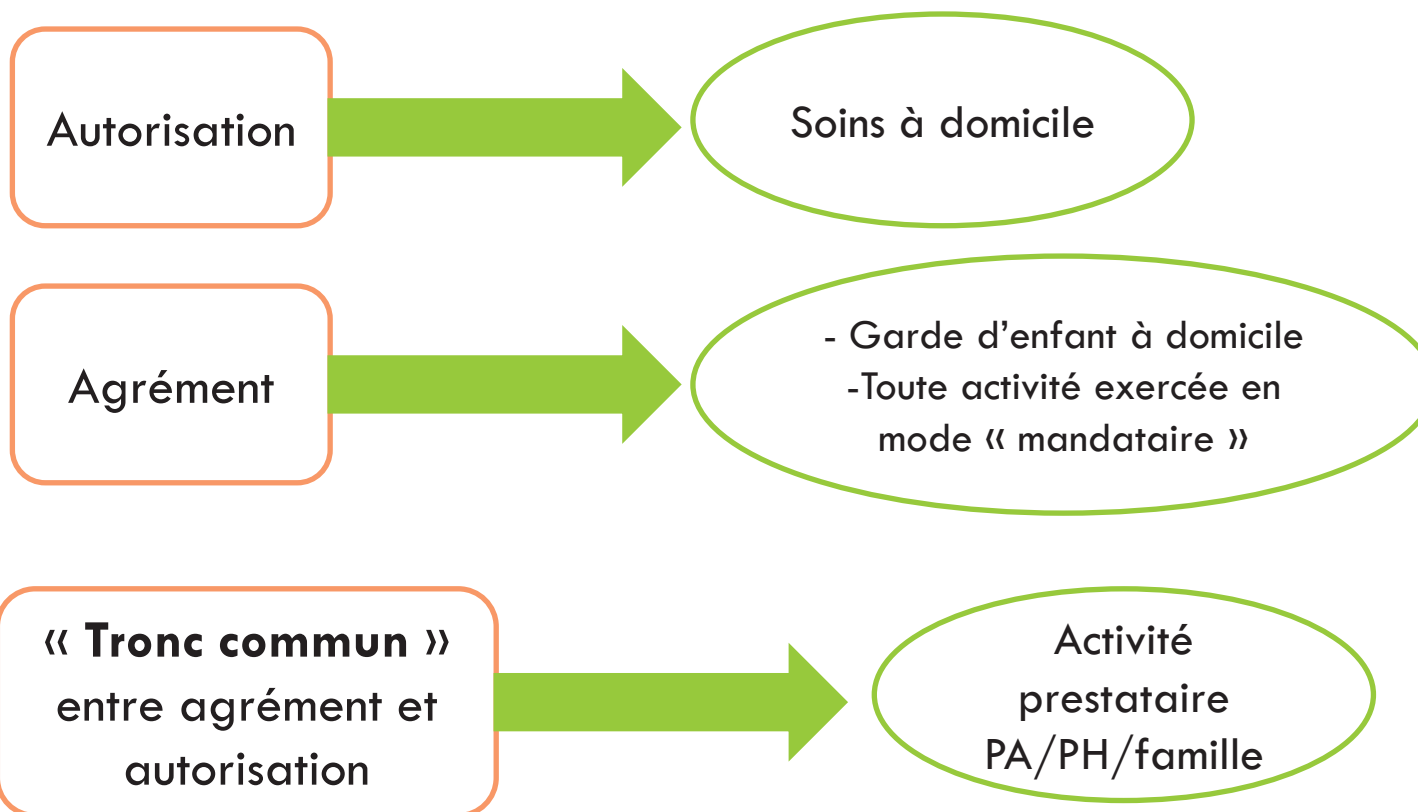 Autorisation
Soins à domicile
Agrément
- Garde d’enfant à domicile
-Toute activité exercée en
mode « mandataire »
« Tronc commun »
entre agrément et
autorisation
Activité
prestataire
PA/PH/famille